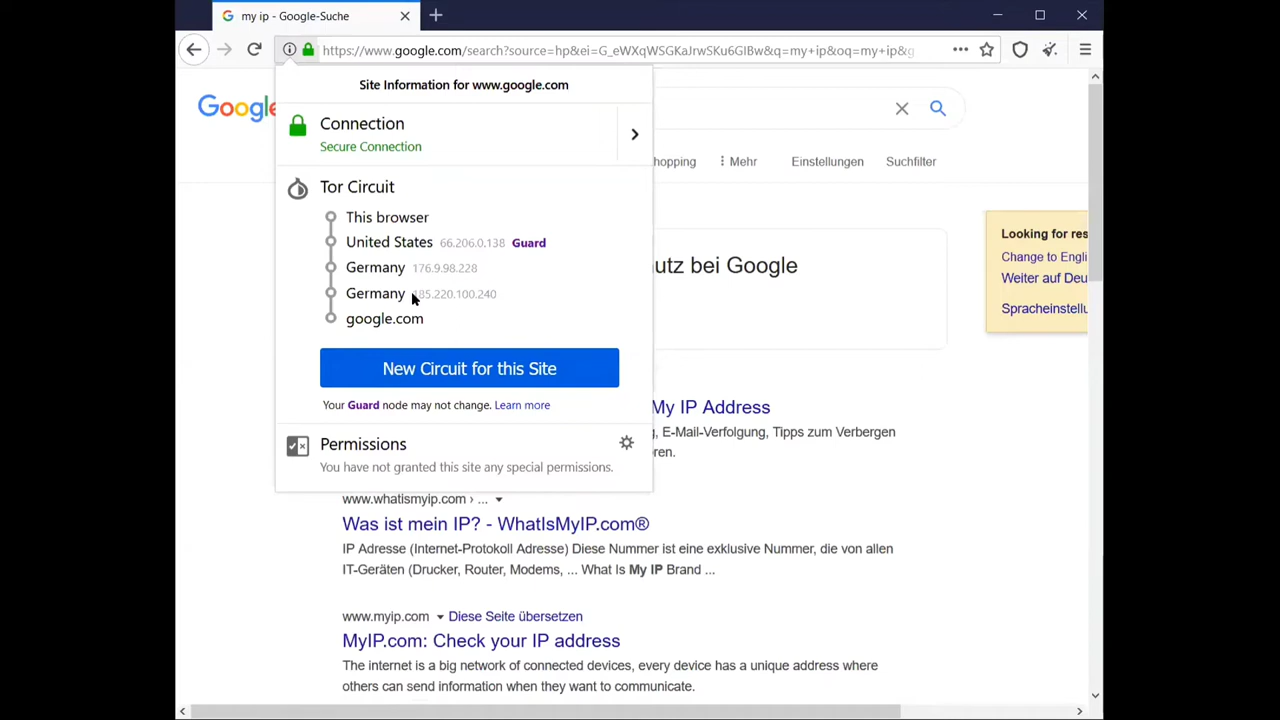 my ip - Google-Suche
https://www.google.com/search?source=hp&ei=G_eWXqWSGKaJrwSKu6GIBw&q=my+ip&oq=my+ip&g
Site Information for www.google.com
Google
Connection
Secure Connection
hopping
Mehr
Einstellungen
Suchfilter
Tor Circuit
This browser
United States 66.206.0.138 Guard
Germany 176.9.98.228
Germany 185.220.100.240
google.com
utz bei Google
Looking for res
Change to Engli
Weiter auf Deu
Spracheinstellu
New Circuit for this Site
Your Guard node may not change. Learn more
My IP Address
g, E-Mail-Verfolgung, Tipps zum Verbergen
eren.
Permissions
You have not granted this site any special permissions.
www.whatismyip.com › ...
Was ist mein IP? - WhatIsMyIP.com®
IP Adresse (Internet-Protokoll Adresse) Diese Nummer ist eine exklusive Nummer, die von allen
IT-Geräten (Drucker, Router, Modems, ... What Is My IP Brand ...
www.myip.com Diese Seite übersetzen
MyIP.com: Check your IP address
The internet is a big network of connected devices, every device has a unique address where
others can send information when they want to communicate.